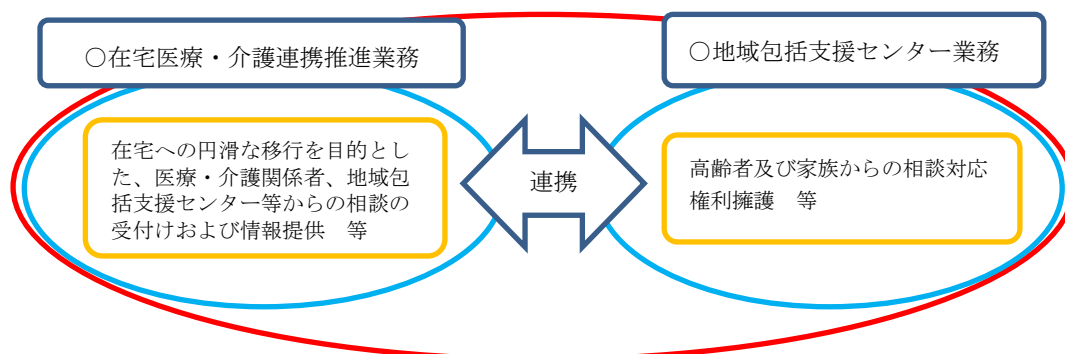 ○在宅医療・介護連携推進業務
○地域包括支援センター業務
在宅への円滑な移行を目的とし
た、医療・介護関係者、地域包
括支援センター等からの相談の
受付けおよび情報提供　等
連携
高齢者及び家族からの相談対応
権利擁護　等